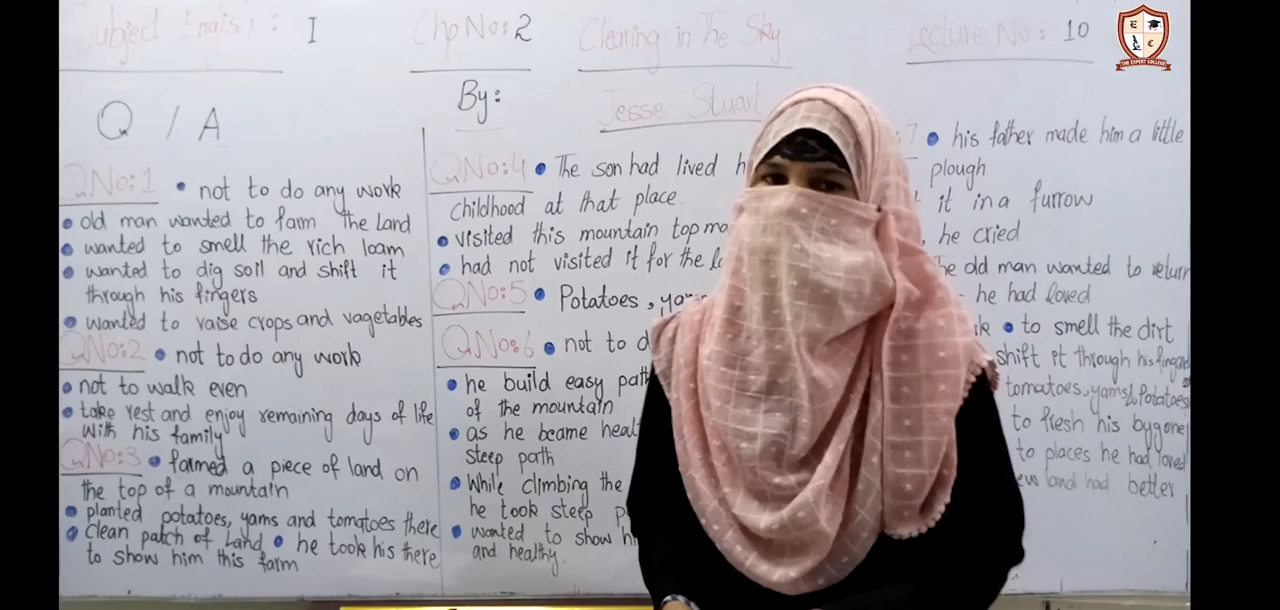 Subject English: I
Chp No: 2
Clearing in The Sky
Lecture No: 10
THE EXPERT COLLEGE
By:
Jesse Stuart
Q / A
QNo:1 • not to do any work
• old man wanted to farm the Land
• wanted to smell the rich loam
• wanted to dig soil and shift it
through his fingers
• wanted to raise crops and vagetables
QNo:2 • not to do any work
• not to walk even
• take rest and enjoy remaining days of life
with his family
QNo:3 • farmed a piece of land on
the top of a mountain
• planted potatoes, yams and tomatoes there
• clean patch of Land • he took his there
to show him this farm
QNo:4 • The son had lived
childhood at that place.
• visited this mountain top
• had not visited it for the
QNo:5 • Potatoes,
QNo:6 • not to
• he build easy
of the mountain
• as he became
steep path
• While climbing the
he took steep
• wanted to show
and healthy.
:7 • his father made him a little
plough
it in a furrow
, he cried
old man wanted to return
he had loved
• to smell the dirt
shift it through his fingers
tomatoes, yams & Potatoes
to fresh his bygone
to places he had loved
land had better